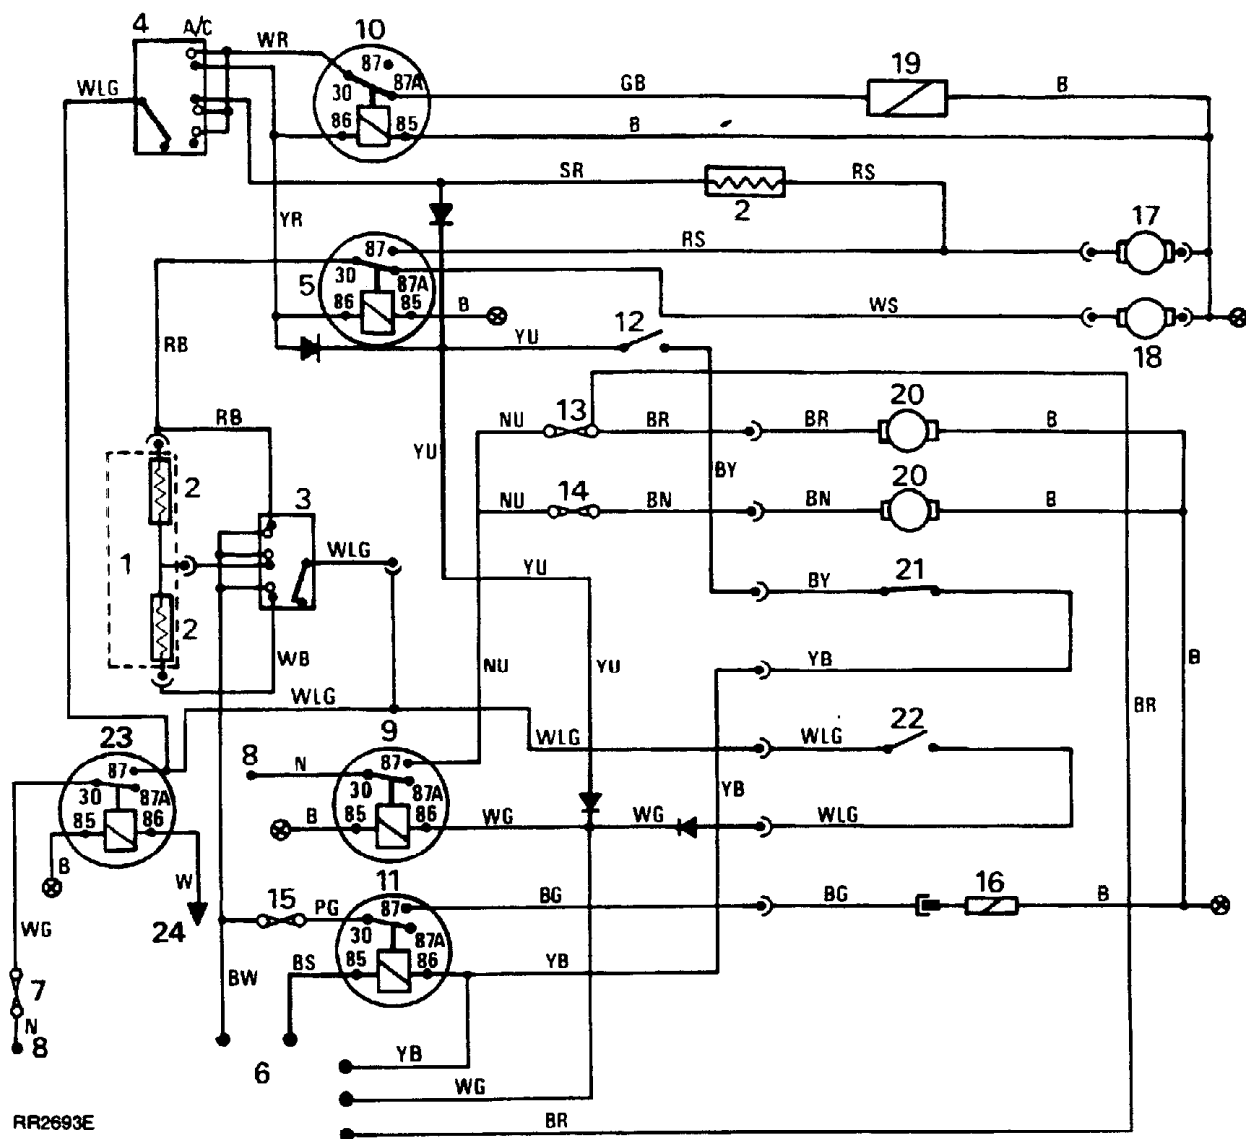 4 A/C 10
WR 87 19
WLG 30 87A GB B
86 85 B
SR RS
2
YR 17
87 RS
5 30 87A
86 85 B WS
12
RB YU 18
20
RB NU 13 BR BR B
YU BY 20
2 3 NU 14 BN BN B
1 WLG
YU BY 21
2
WB NU YU YB B
WLG BR
23 9 WLG WLG 22
87 8 N 87
30 87A 30 87A YB
85 86 B 85 86 WG WG WLG
B W 11 16
15 PG 87 BG BG B
24 30 87A
WG BS 85 86 YB
7 BW
N
8 6 YB
WG
RR2693E BR